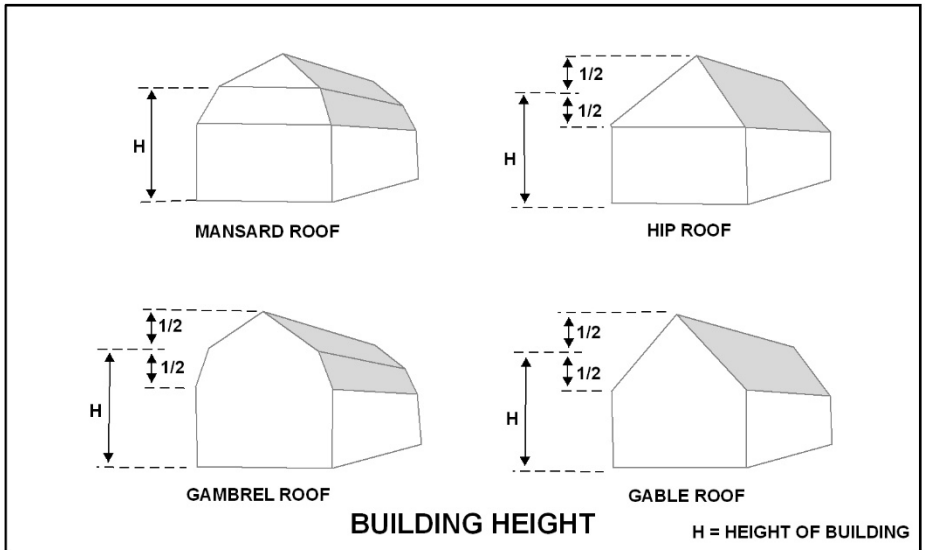 H
MANSARD ROOF
1/2
1/2
H
HIP ROOF
1/2
1/2
H
GAMBREL ROOF
1/2
1/2
H
GABLE ROOF
BUILDING HEIGHT
H = HEIGHT OF BUILDING